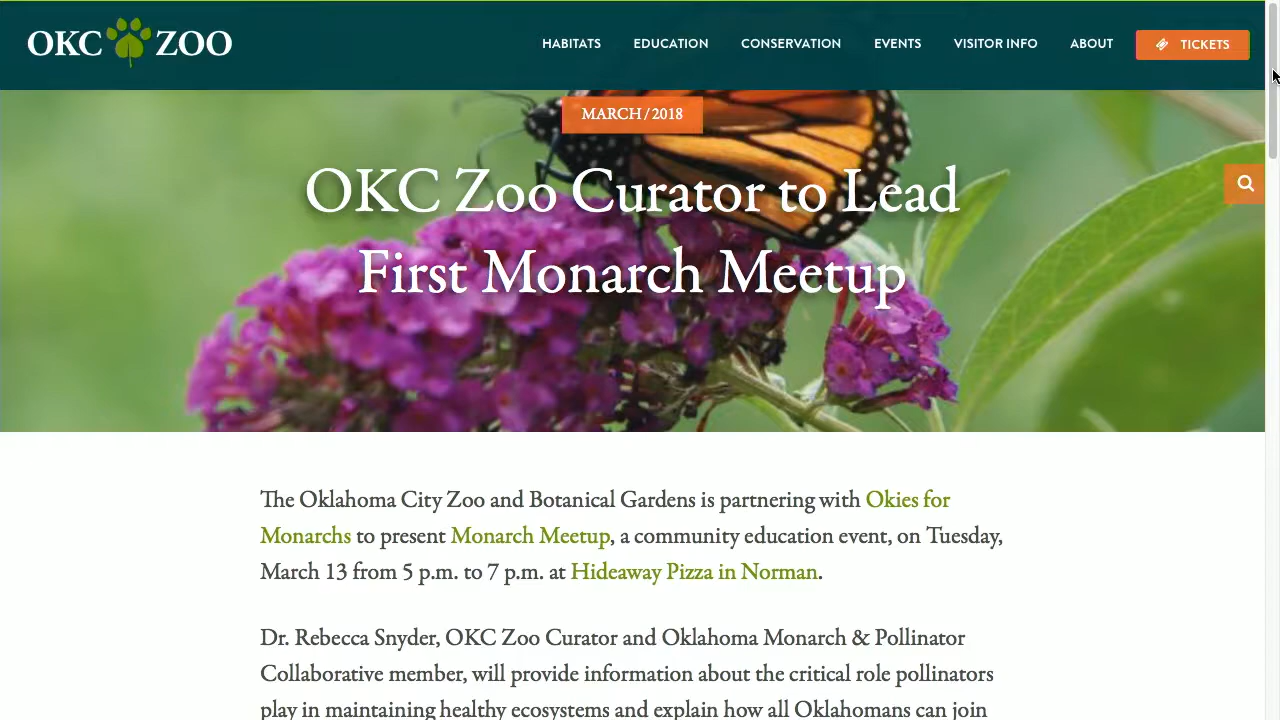 OKC ZOO
HABITATS EDUCATION CONSERVATION EVENTS VISITOR INFO ABOUT TICKETS
MARCH / 2018
OKC Zoo Curator to Lead
First Monarch Meetup
The Oklahoma City Zoo and Botanical Gardens is partnering with Okies for
Monarchs to present Monarch Meetup, a community education event, on Tuesday,
March 13 from 5 p.m. to 7 p.m. at Hideaway Pizza in Norman.
Dr. Rebecca Snyder, OKC Zoo Curator and Oklahoma Monarch & Pollinator
Collaborative member, will provide information about the critical role pollinators
play in maintaining healthy ecosystems and explain how all Oklahomans can join